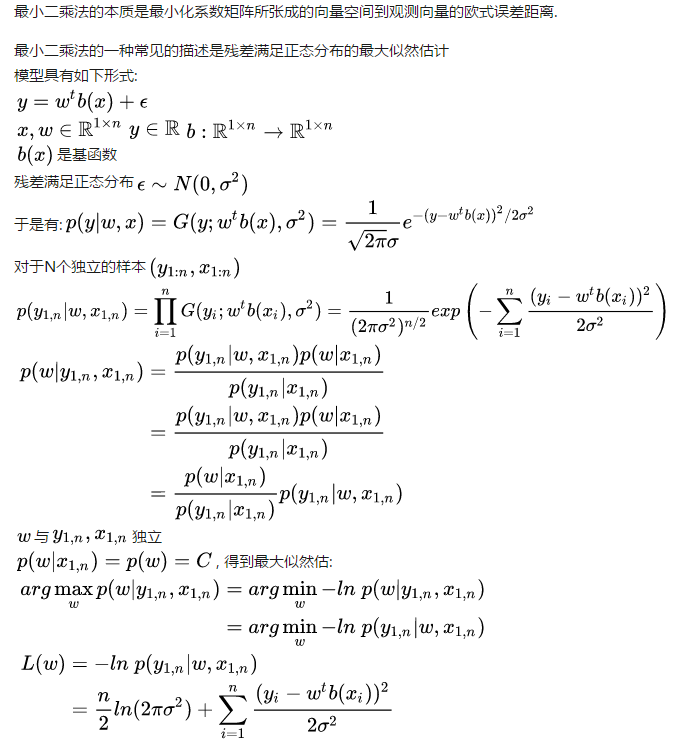 最小二乘法的本质是最小化系数矩阵所张成的向量空间到观测向量的欧式误差距离.
最小二乘法的一种常见的描述是残差满足正态分布的最大似然估计
模型具有如下形式:
y = w^t b(x) + ϵ
x, w ∈ ℝ^{1×n} y ∈ ℝ b : ℝ^{1×n} → ℝ^{1×n}
b(x) 是基函数
残差满足正态分布 ϵ ∼ N(0, σ^2)
于是有: p(y|w, x) = G(y; w^t b(x), σ^2) = \frac{1}{\sqrt{2π}σ} e^{-(y-w^t b(x))^2/2σ^2}
对于N个独立的样本 (y_{1:n}, x_{1:n})
p(y_{1,n}|w, x_{1,n}) = \prod_{i=1}^{n} G(y_i; w^t b(x_i), σ^2) = \frac{1}{(2πσ^2)^{n/2}} exp\left(-\sum_{i=1}^{n} \frac{(y_i - w^t b(x_i))^2}{2σ^2}\right)
p(w|y_{1,n}, x_{1,n}) = \frac{p(y_{1,n}|w, x_{1,n})p(w|x_{1,n})}{p(y_{1,n}|x_{1,n})}
= \frac{p(y_{1,n}|w, x_{1,n})p(w|x_{1,n})}{p(y_{1,n}|x_{1,n})}
= \frac{p(w|x_{1,n})}{p(y_{1,n}|x_{1,n})} p(y_{1,n}|w, x_{1,n})
w 与 y_{1,n}, x_{1,n} 独立
p(w|x_{1,n}) = p(w) = C , 得到最大似然估:
arg \max_w p(w|y_{1,n}, x_{1,n}) = arg \min_w -ln p(w|y_{1,n}, x_{1,n})
= arg \min_w -ln p(y_{1,n}|w, x_{1,n})
L(w) = -ln p(y_{1,n}|w, x_{1,n})
= \frac{n}{2} ln(2πσ^2) + \sum_{i=1}^{n} \frac{(y_i - w^t b(x_i))^2}{2σ^2}